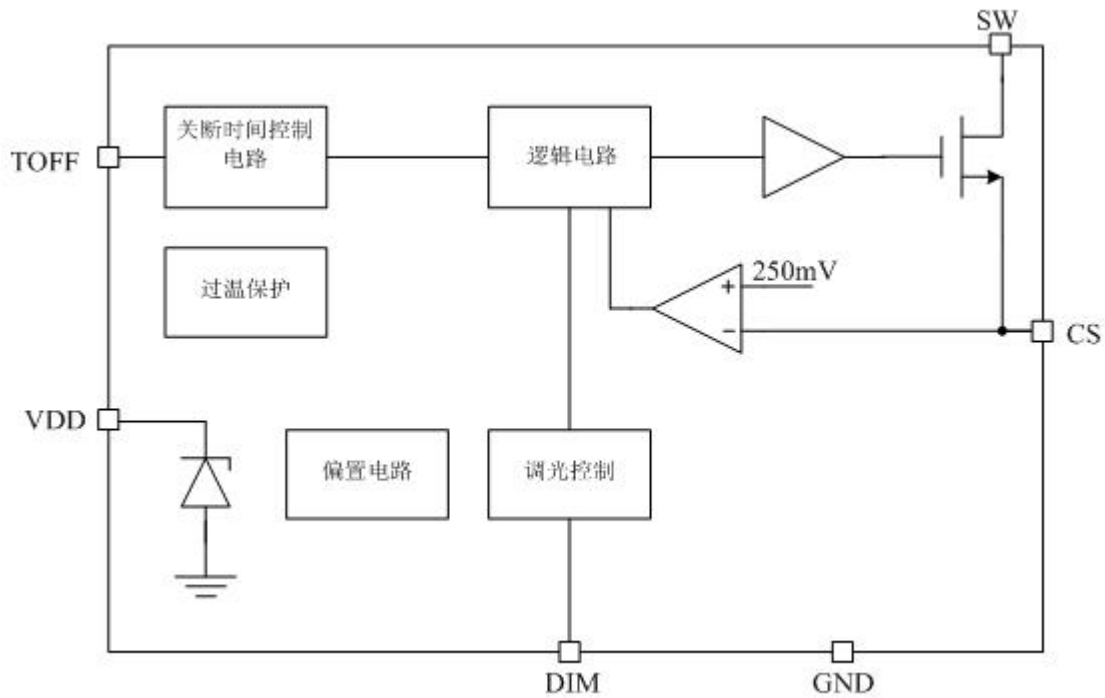 SW
关断时间控制
电路
逻辑电路
TOFF
过温保护
250mV
+
−
CS
VDD
偏置电路
调光控制
DIM
GND